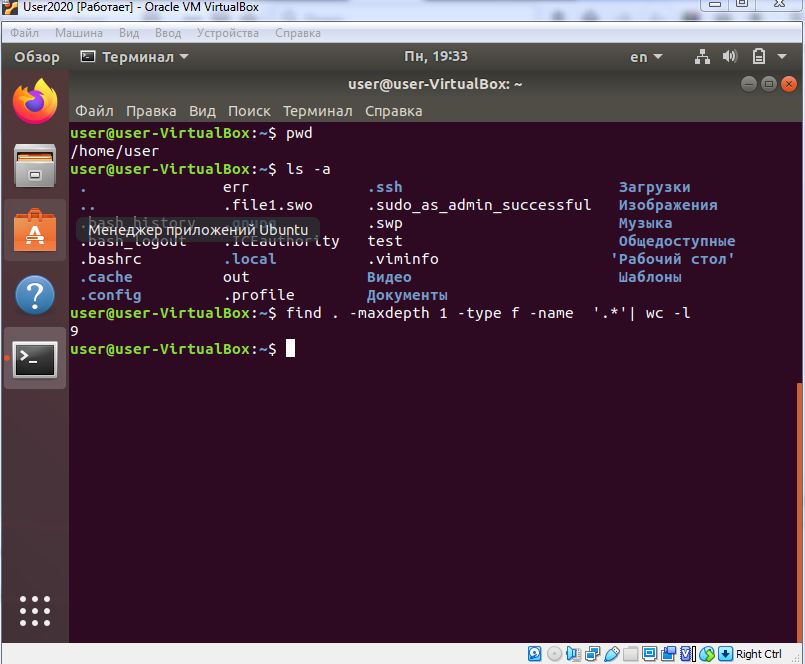 User2020 [Работает] - Oracle VM VirtualBox
Файл Машина Вид Ввод Устройства Справка
Обзор Терминал Пн, 19:33 en
user@user-VirtualBox: ~
Файл Правка Вид Поиск Терминал Справка
user@user-VirtualBox:~$ pwd
/home/user
user@user-VirtualBox:~$ ls -a
. err .ssh Загрузки
.. .file1.swo .sudo_as_admin_successful Изображения
.bash_history .gnupg .swp Музыка
Менеджер приложений Ubuntu
.bash_logout .ICEauthority test Общедоступные
.bashrc .local .viminfo 'Рабочий стол'
.cache out Видео Шаблоны
.config .profile Документы
user@user-VirtualBox:~$ find . -maxdepth 1 -type f -name '.*'| wc -l
9
user@user-VirtualBox:~$
Right Ctrl